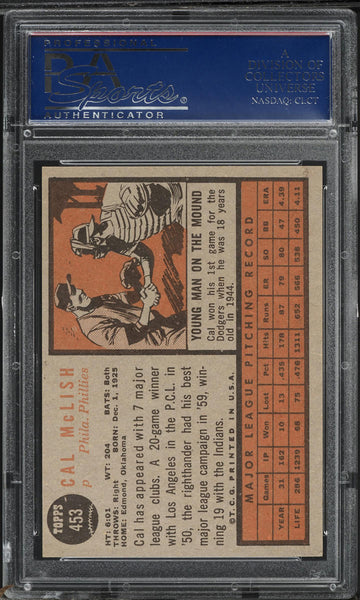 PROFESSIONAL
PSA
Sports
AUTHENTICATOR
A
DIVISION OF
COLLECTORS
UNIVERSE
NASDAQ: CLCT
TOPPS
453
CAL McLISH
p Phila. Phillies
HT: 6:01 WT: 204 BATS: Both
THROWS: Right BORN: Dec. 1, 1925
HOME: Edmond, Oklahoma
Cal has appeared with 7 major
league clubs. A 20-game winner
with Los Angeles in the P.C.L. in
'50, the righthander had his best
major league campaign in '59, win-
ning 19 with the Indians.
©T.C.G. PRINTED IN U.S.A.
YOUNG MAN ON THE MOUND
Cal won his 1st game for the
Dodgers when he was 18 years
old in 1944.
MAJOR LEAGUE PITCHING RECORD
Games IP Won Lost Pct Hits Runs ER SO BB ERA
YEAR 31 162 10 13 .435 178 87 79 80 47 4.39
LIFE 286 1239 68 75 .476 1311 652 566 538 450 4.11